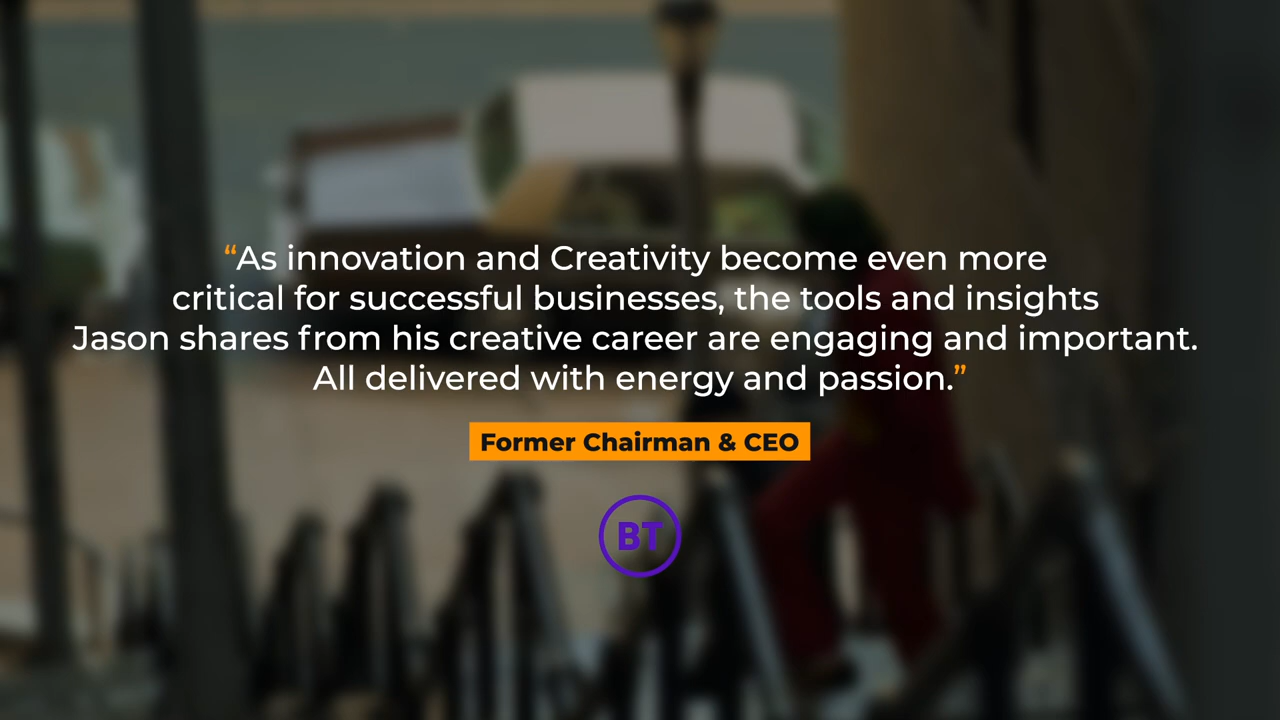 “As innovation and Creativity become even more
critical for successful businesses, the tools and insights
Jason shares from his creative career are engaging and important.
All delivered with energy and passion.”
Former Chairman & CEO
BT